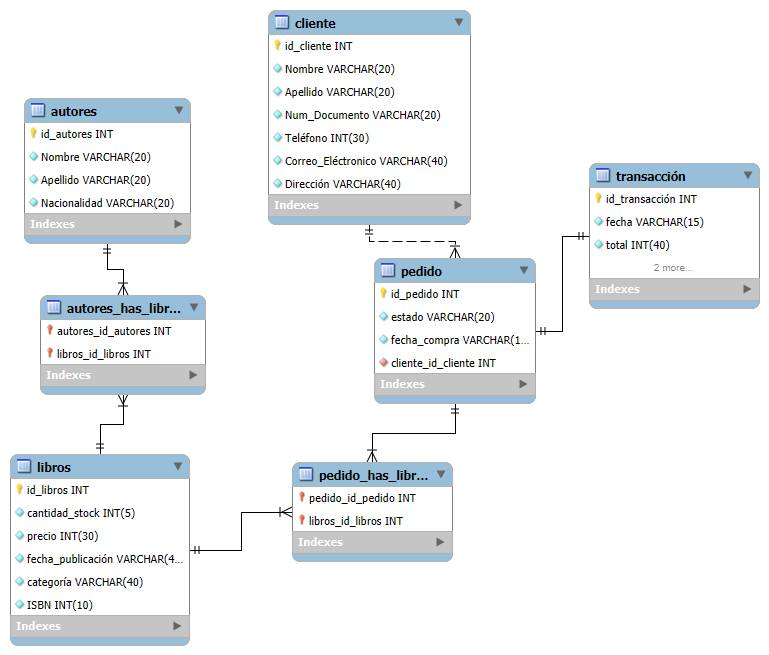 cliente
id_cliente INT
Nombre VARCHAR(20)
Apellido VARCHAR(20)
Num_Documento VARCHAR(20)
Teléfono INT(30)
Correo_Eléctronico VARCHAR(40)
Dirección VARCHAR(40)
Indexes
autores
id_autores INT
Nombre VARCHAR(20)
Apellido VARCHAR(20)
Nacionalidad VARCHAR(20)
Indexes
transacción
id_transacción INT
fecha VARCHAR(15)
total INT(40)
2 more...
Indexes
pedido
id_pedido INT
estado VARCHAR(20)
fecha_compra VARCHAR(1...
cliente_id_cliente INT
Indexes
autores_has_libr...
autores_id_autores INT
libros_id_libros INT
Indexes
libros
id_libros INT
cantidad_stock INT(5)
precio INT(30)
fecha_publicación VARCHAR(4...
categoría VARCHAR(40)
ISBN INT(10)
Indexes
pedido_has_libr...
pedido_id_pedido INT
libros_id_libros INT
Indexes